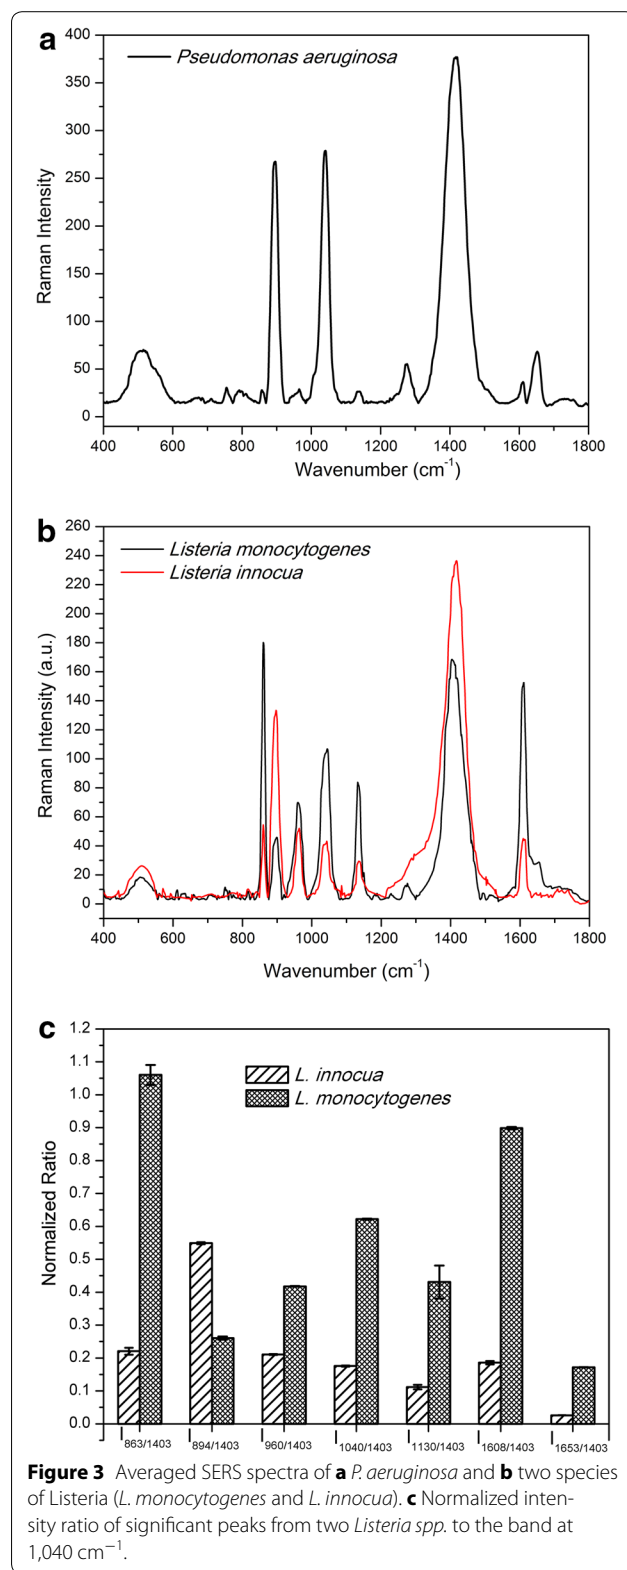 a
Pseudomonas aeruginosa
400
350
300
250
200
150
100
50
0
Raman Intensity
400 600 800 1000 1200 1400 1600 1800
Wavenumber (cm⁻¹)
b
Listeria monocytogenes
Listeria innocua
260
240
220
200
180
160
140
120
100
80
60
40
20
0
Raman Intensity (a.u.)
400 600 800 1000 1200 1400 1600 1800
Wavenumber (cm⁻¹)
c
L. innocua
L. monocytogenes
1.2
1.1
1.0
0.9
0.8
0.7
0.6
0.5
0.4
0.3
0.2
0.1
0.0
Normalized Ratio
863/1403 894/1403 960/1403 1040/1403 1130/1403 1608/1403 1653/1403
Figure 3 Averaged SERS spectra of a P. aeruginosa and b two species
of Listeria (L. monocytogenes and L. innocua). c Normalized inten-
sity ratio of significant peaks from two Listeria spp. to the band at
1,040 cm⁻¹.